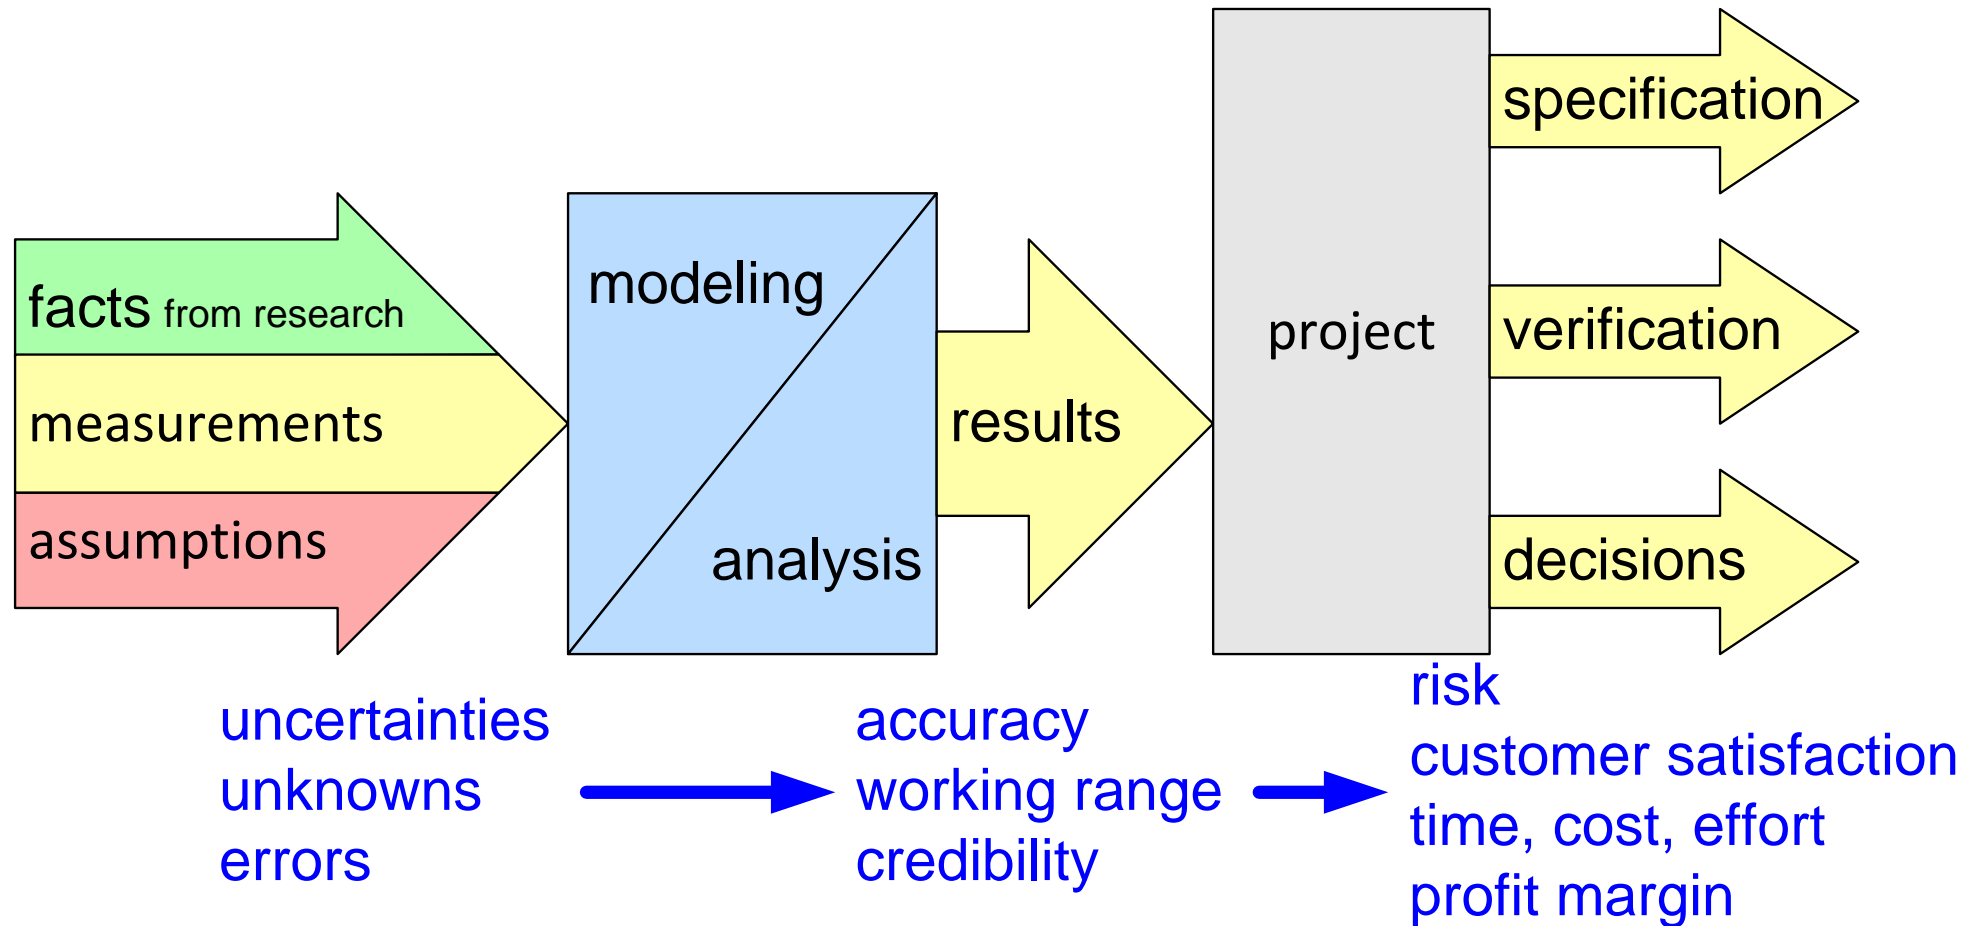 facts from research
measurements
assumptions
modeling
analysis
results
project
specification
verification
decisions
uncertainties
unknowns
errors
accuracy
working range
credibility
risk
customer satisfaction
time, cost, effort
profit margin